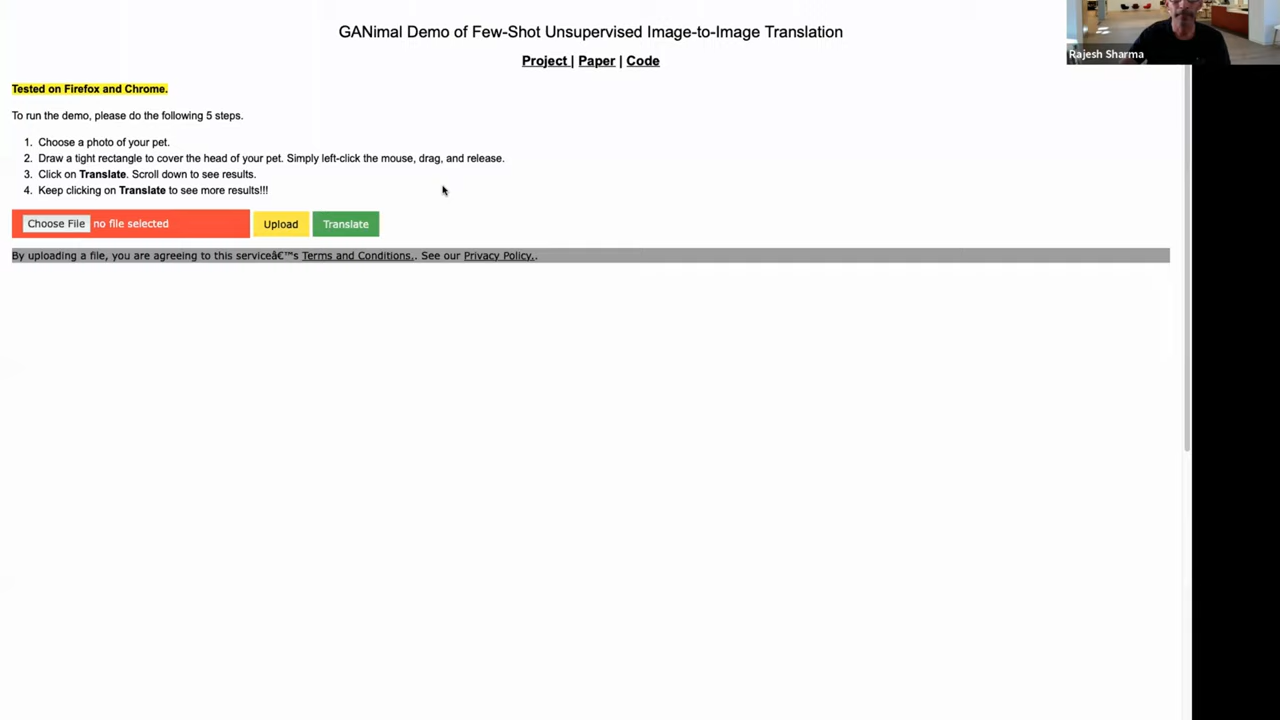 GANimal Demo of Few-Shot Unsupervised Image-to-Image Translation
Project | Paper | Code
Rajesh Sharma
Tested on Firefox and Chrome.
To run the demo, please do the following 5 steps.
1. Choose a photo of your pet.
2. Draw a tight rectangle to cover the head of your pet. Simply left-click the mouse, drag, and release.
3. Click on Translate. Scroll down to see results.
4. Keep clicking on Translate to see more results!!!
Choose File no file selected Upload Translate
By uploading a file, you are agreeing to this serviceâ€™s Terms and Conditions.. See our Privacy Policy..